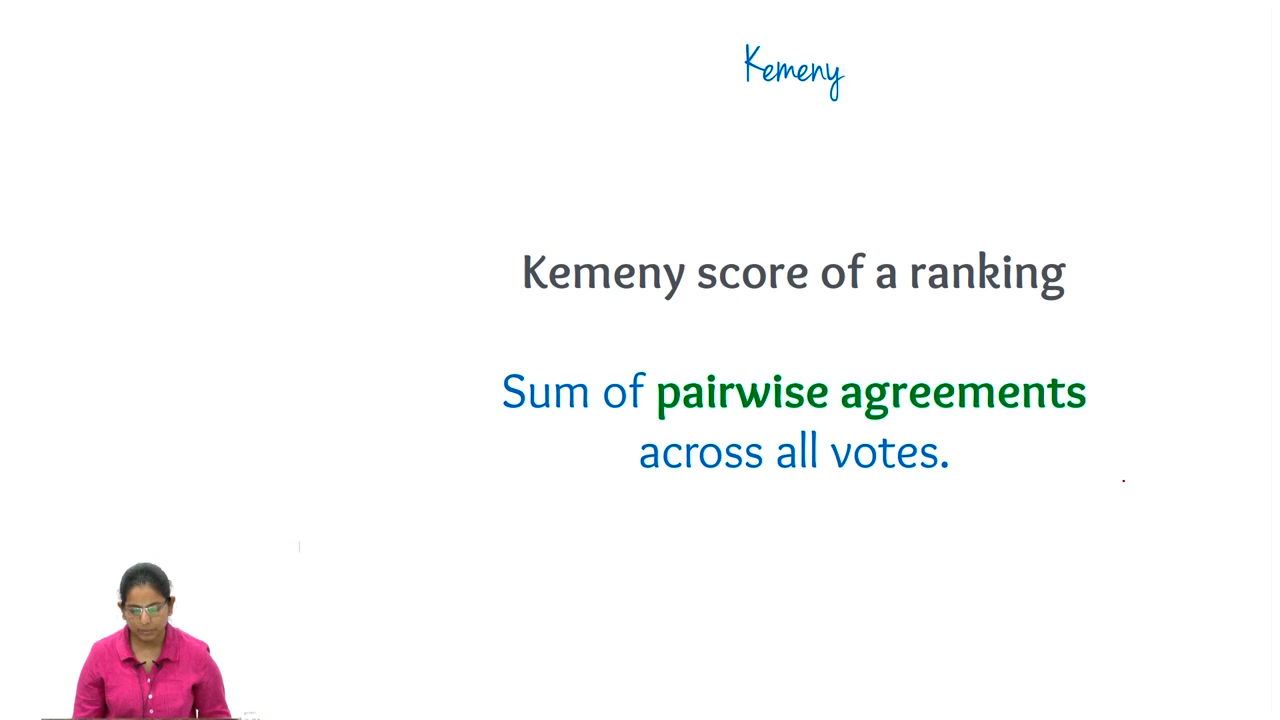 Kemeny
Kemeny score of a ranking
Sum of pairwise agreements
across all votes.